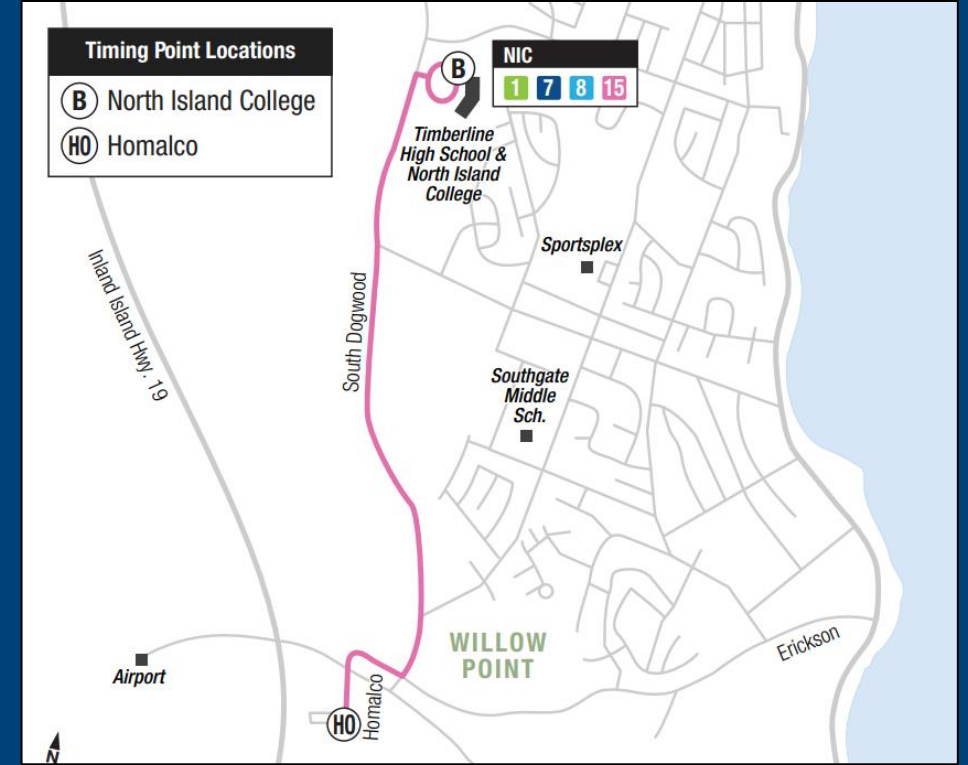 Timing Point Locations
B North Island College
HO Homalco
B
NIC
1 7 8 15
Timberline
High School &
North Island
College
Sportsplex
Inland Island Hwy. 19
South Dogwood
Southgate
Middle
Sch.
WILLOW
POINT
Erickson
Airport
HO
Homalco
N